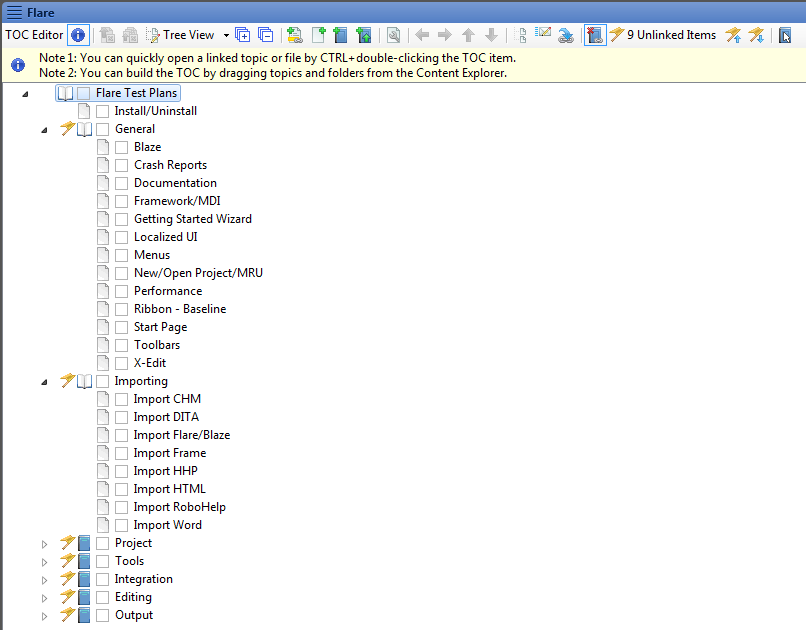 Flare
TOC Editor Tree View 9 Unlinked Items
Note 1: You can quickly open a linked topic or file by CTRL+double-clicking the TOC item.
Note 2: You can build the TOC by dragging topics and folders from the Content Explorer.
Flare Test Plans
Install/Uninstall
General
Blaze
Crash Reports
Documentation
Framework/MDI
Getting Started Wizard
Localized UI
Menus
New/Open Project/MRU
Performance
Ribbon - Baseline
Start Page
Toolbars
X-Edit
Importing
Import CHM
Import DITA
Import Flare/Blaze
Import Frame
Import HHP
Import HTML
Import RoboHelp
Import Word
Project
Tools
Integration
Editing
Output